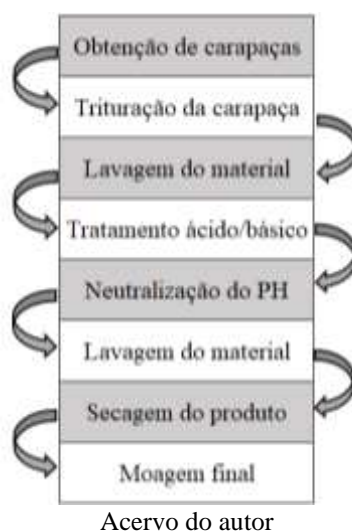 Obtenção de carapaças
Trituração da carapaça
Lavagem do material
Tratamento ácido/básico
Neutralização do PH
Lavagem do material
Secagem do produto
Moagem final
Acervo do autor